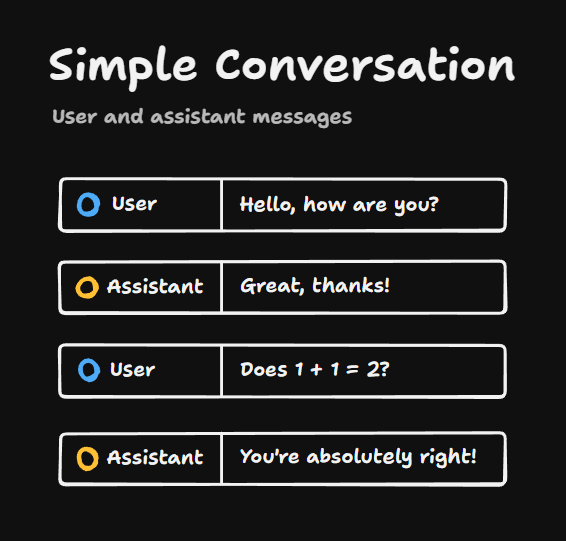 Simple Conversation
User and assistant messages
User Hello, how are you?
Assistant Great, thanks!
User Does 1 + 1 = 2?
Assistant You're absolutely right!